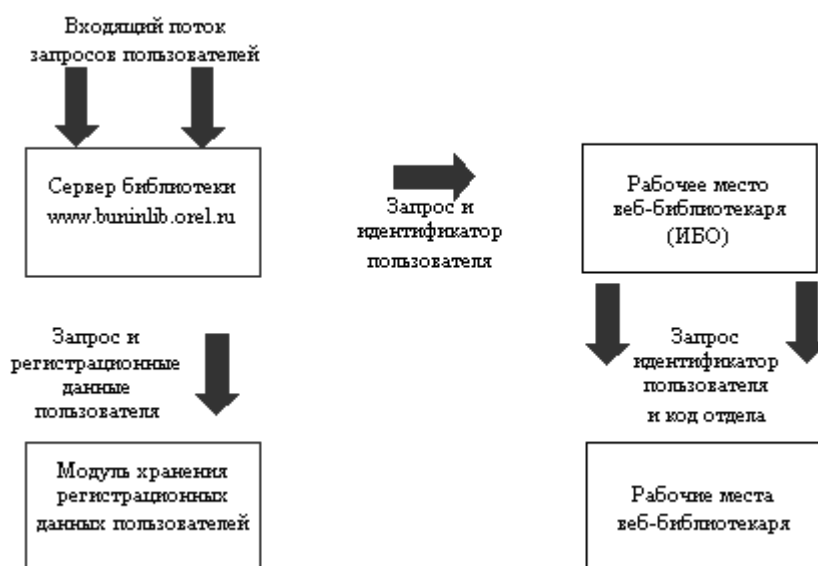 Входящий поток
запросов пользователей
Сервер библиотеки
www.buninlib.orel.ru
Запрос и
идентификатор
пользователя
Рабочее место
веб-библиотекаря
(ИБО)
Запрос и
регистрационные
данные
пользователя
Запрос
идентификатор
пользователя
и код отдела
Модуль хранения
регистрационных
данных пользователей
Рабочие места
веб-библиотекаря